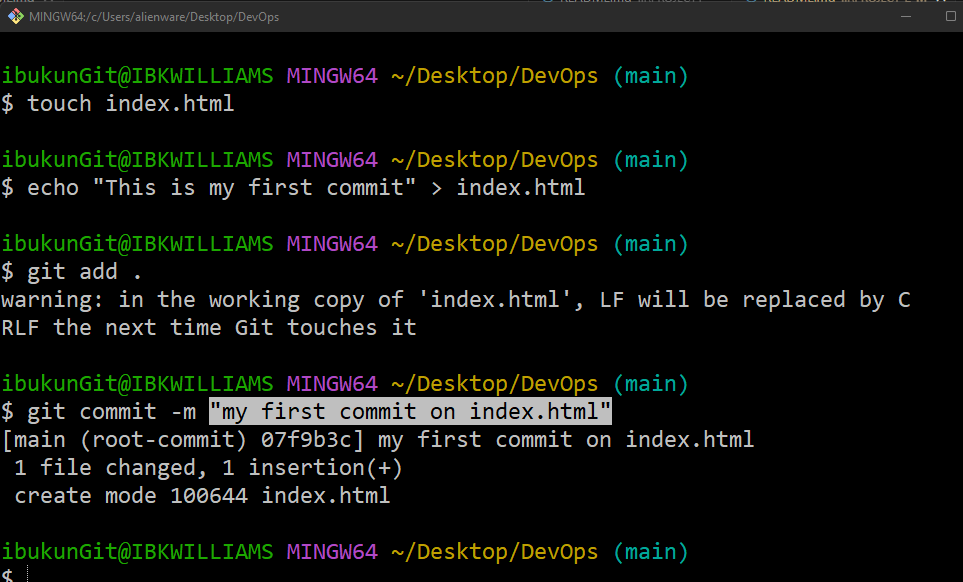 MINGW64:/c/Users/alienware/Desktop/DevOps
ibukunGit@IBKWILLIAMS MINGW64 ~/Desktop/DevOps (main)
$ touch index.html
ibukunGit@IBKWILLIAMS MINGW64 ~/Desktop/DevOps (main)
$ echo "This is my first commit" > index.html
ibukunGit@IBKWILLIAMS MINGW64 ~/Desktop/DevOps (main)
$ git add .
warning: in the working copy of 'index.html', LF will be replaced by C
RLF the next time Git touches it
ibukunGit@IBKWILLIAMS MINGW64 ~/Desktop/DevOps (main)
$ git commit -m "my first commit on index.html"
[main (root-commit) 07f9b3c] my first commit on index.html
 1 file changed, 1 insertion(+)
 create mode 100644 index.html
ibukunGit@IBKWILLIAMS MINGW64 ~/Desktop/DevOps (main)
$